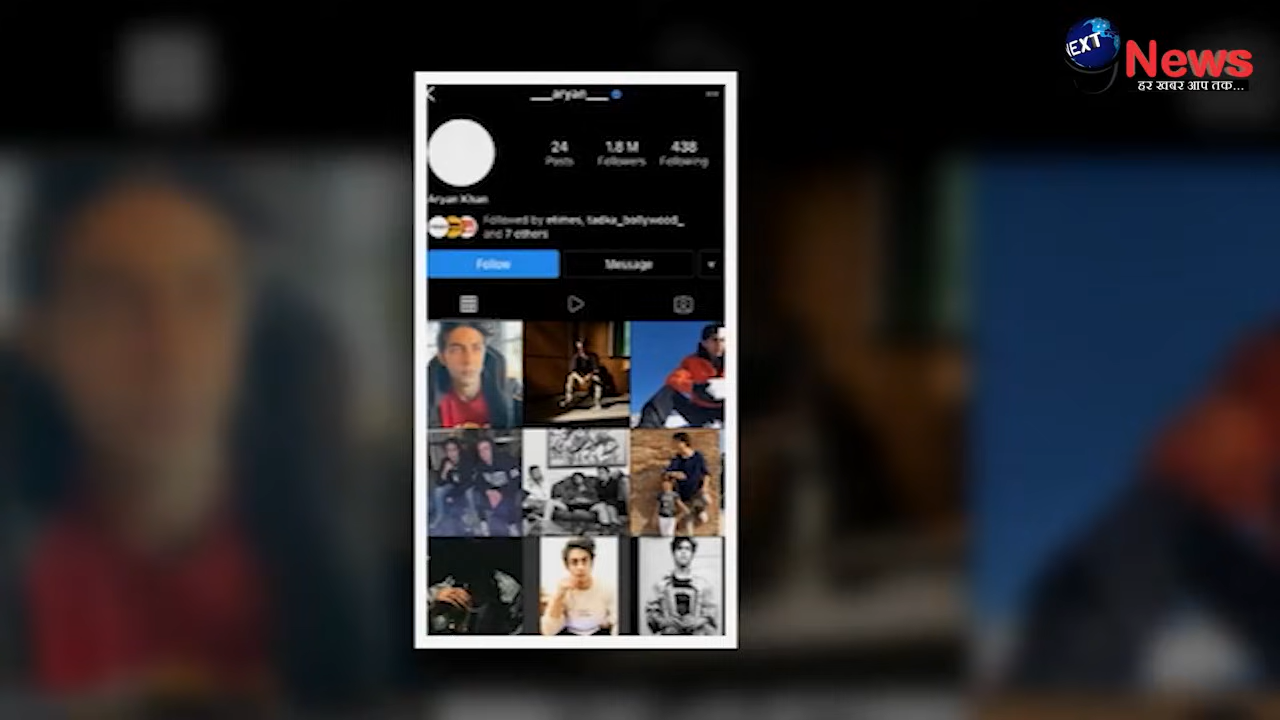 NEXT
News
हर खबर आप तक...
___aryan___
24 1.8 M 438
Posts Followers Following
Aryan Khan
Followed by etimes, tadka_bollywood_
and 7 others
Follow Message